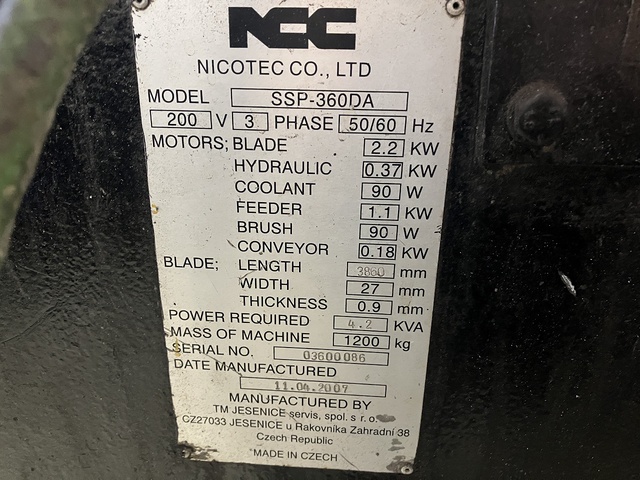 NCC
NICOTEC CO., LTD
MODEL SSP-360DA
200 V 3 PHASE 50/60 Hz
MOTORS; BLADE 2.2 KW
HYDRAULIC 0.37 KW
COOLANT 90 W
FEEDER 1.1 KW
BRUSH 90 W
CONVEYOR 0.18 KW
BLADE; LENGTH 3860 mm
WIDTH 27 mm
THICKNESS 0.9 mm
POWER REQUIRED 4.2 KVA
MASS OF MACHINE 1200 kg
SERIAL NO. 03600086
DATE MANUFACTURED
11.04.2007
MANUFACTURED BY
TM JESENICE servis, spol. s r.o.
CZ27033 JESENICE u Rakovníka Zahradní 38
Czech Republic
MADE IN CZECH